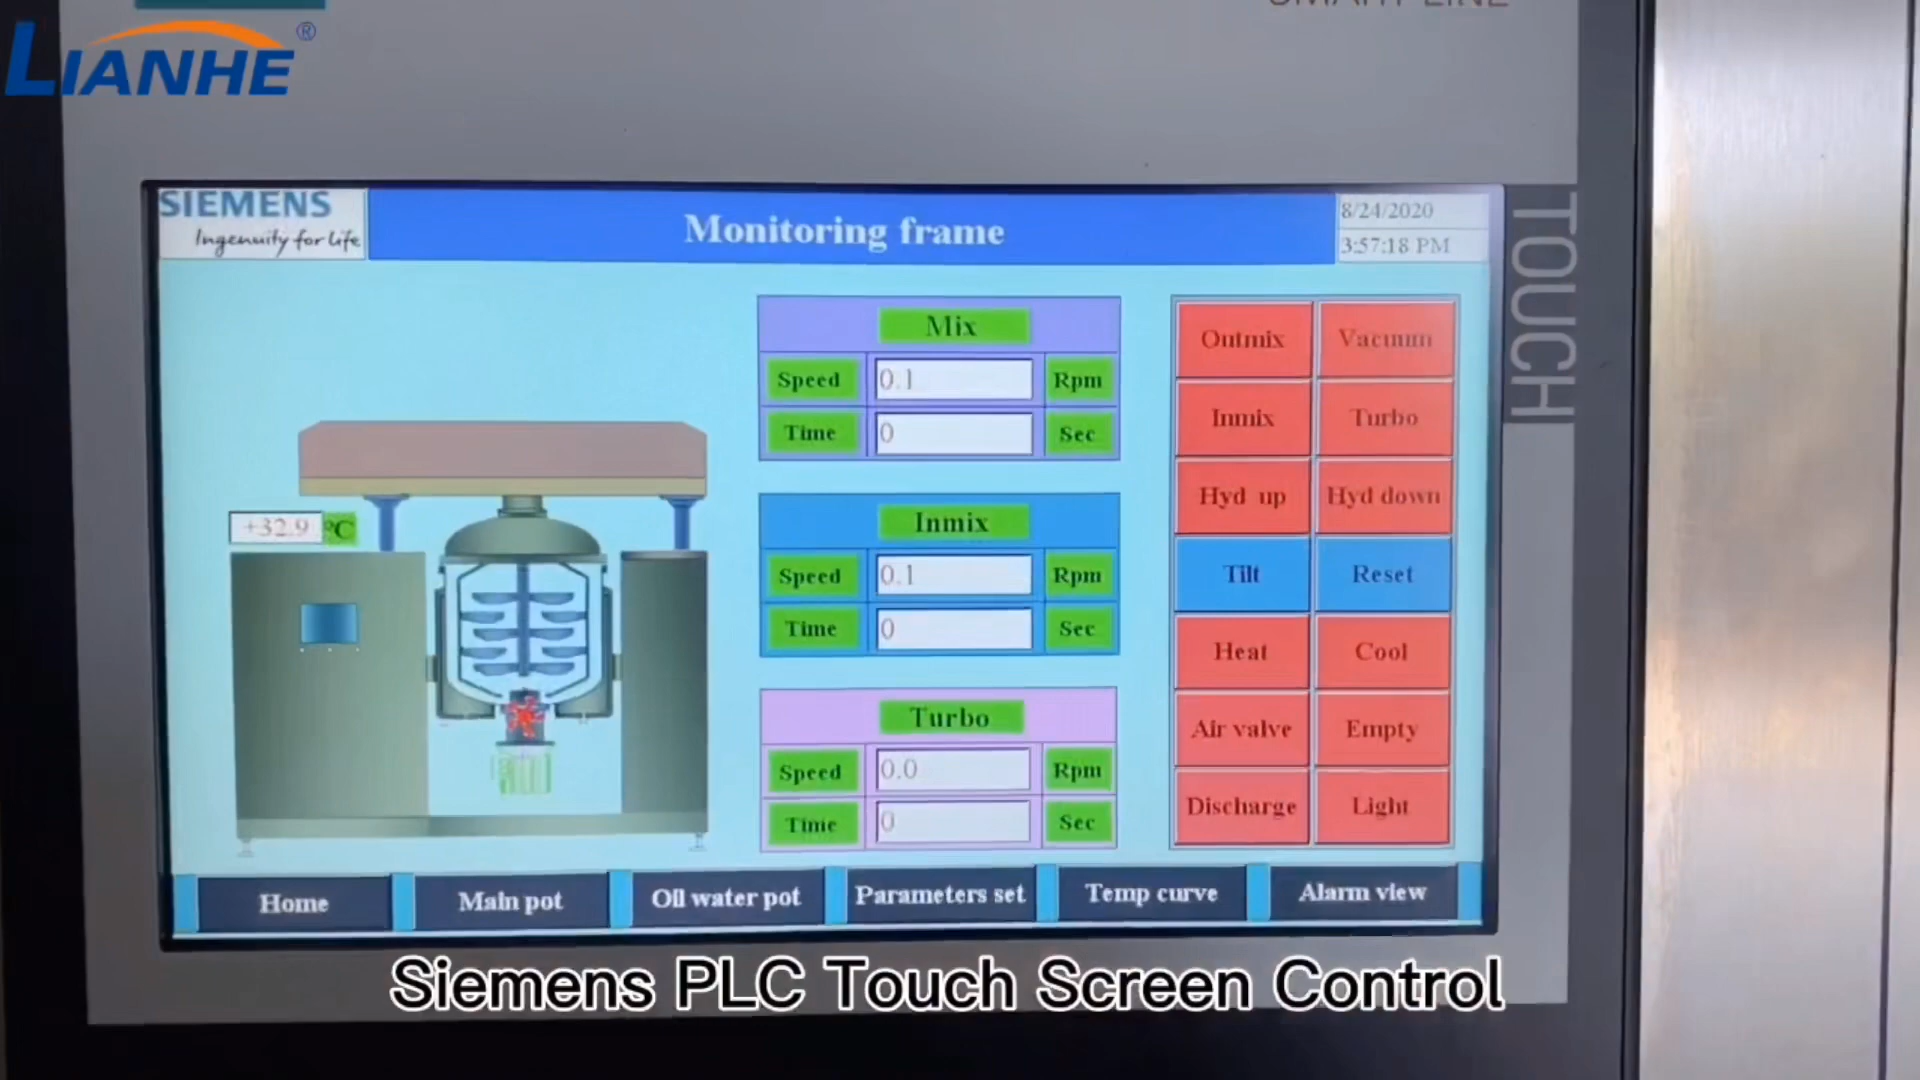 LIANHE®
SMART LINE
TOUCH
SIEMENS
Ingenuity for life
Monitoring frame
8/24/2020
3:57:18 PM
+32.9 °C
Mix
Speed 0.1 Rpm
Time 0 Sec
Inmix
Speed 0.1 Rpm
Time 0 Sec
Turbo
Speed 0.0 Rpm
Time 0 Sec
Outmix Vacuum
Inmix Turbo
Hyd up Hyd down
Tilt Reset
Heat Cool
Air valve Empty
Discharge Light
Home Main pot Oil water pot Parameters set Temp curve Alarm view
Siemens PLC Touch Screen Control